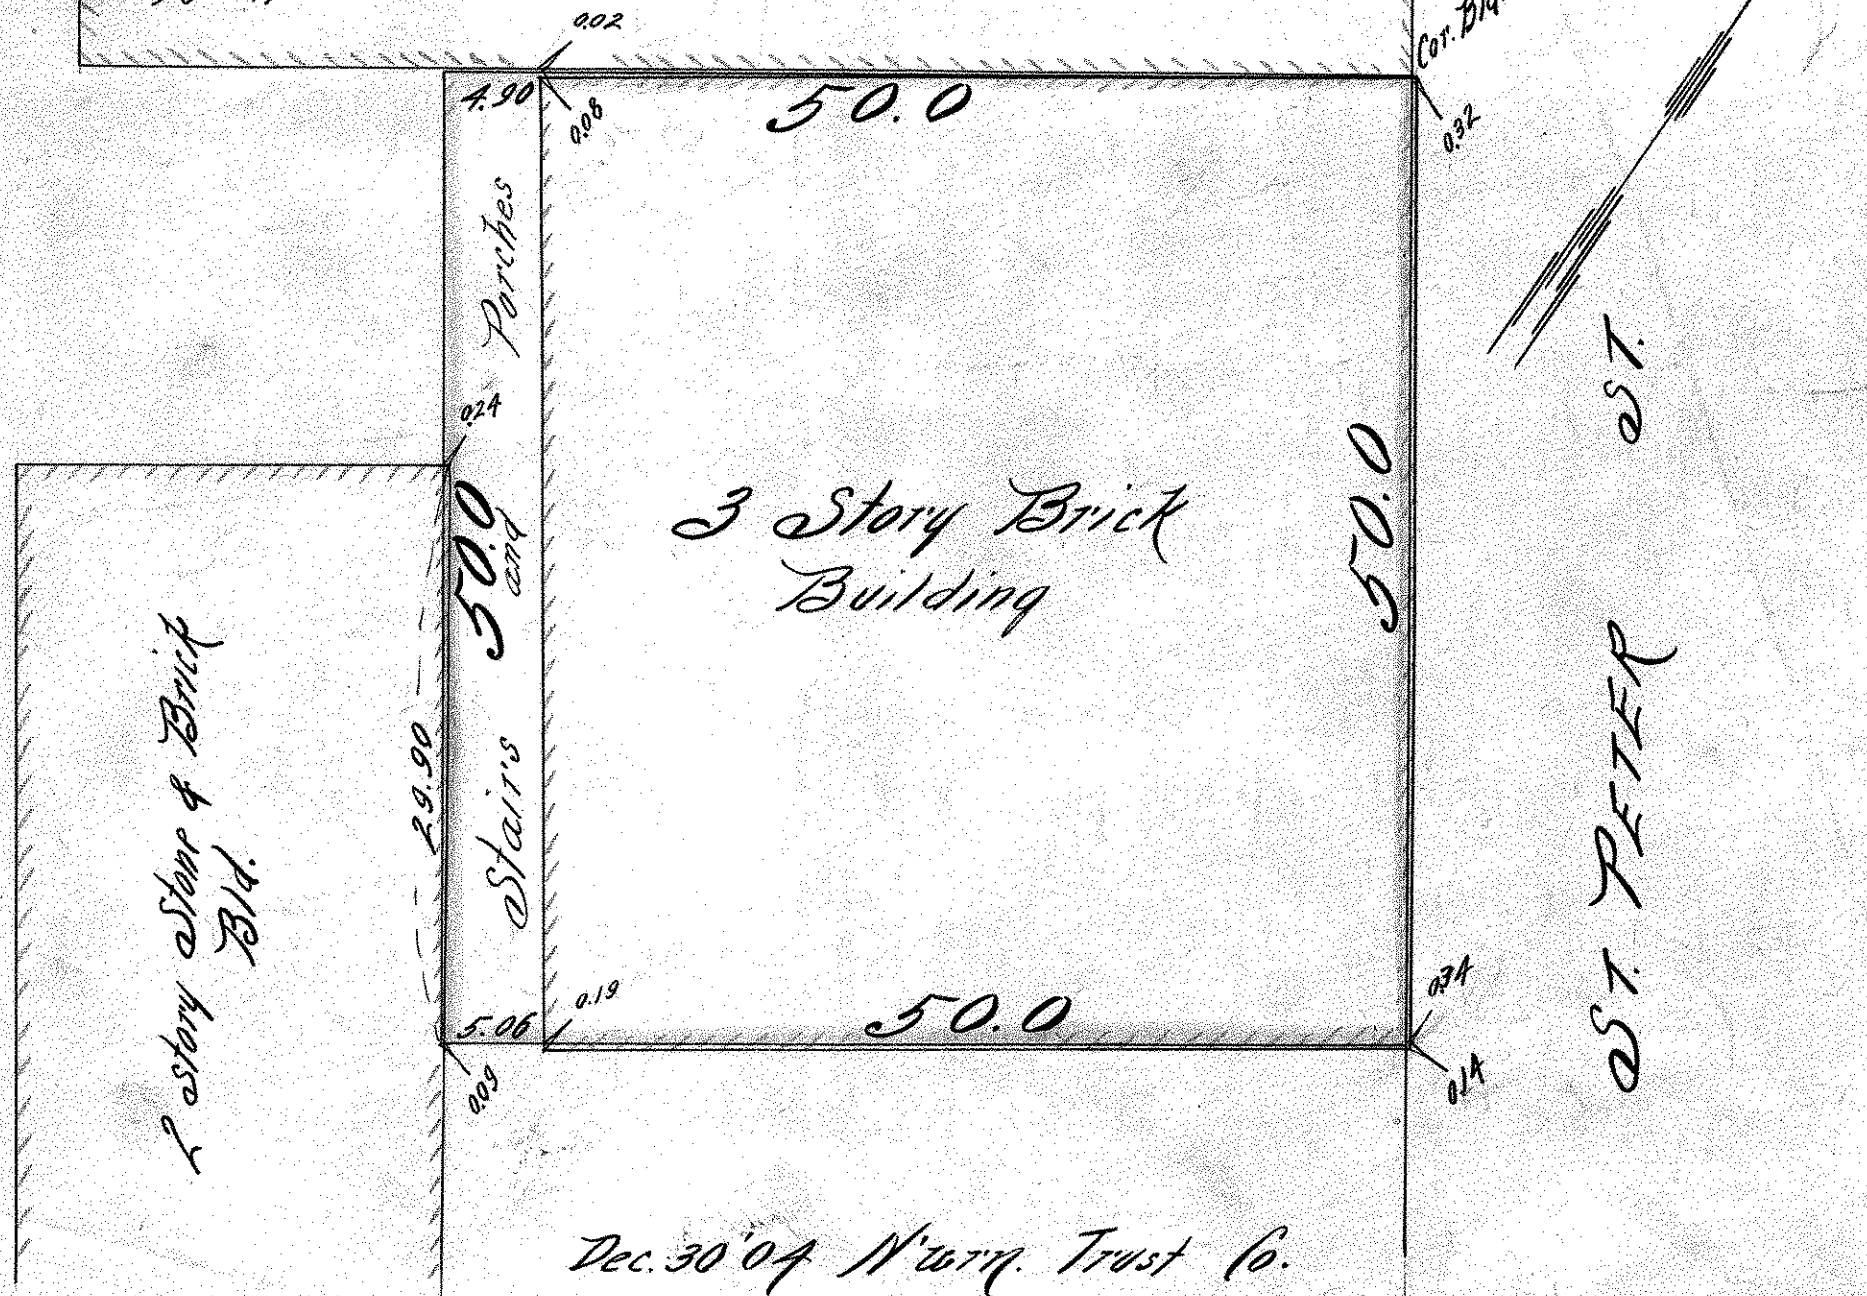 0.02
Cor. Bld
4.90
0.08
50.0
0.32
Porches
and
Stairs
0.24
50.0
29.90
3 Story Brick
Building
50.0
ST. PETER ST.
2 Story Stone & Brick
Bld.
5.06
0.19
50.0
0.34
0.09
0.14
Dec. 30 '04 N'wrn. Trust Co.